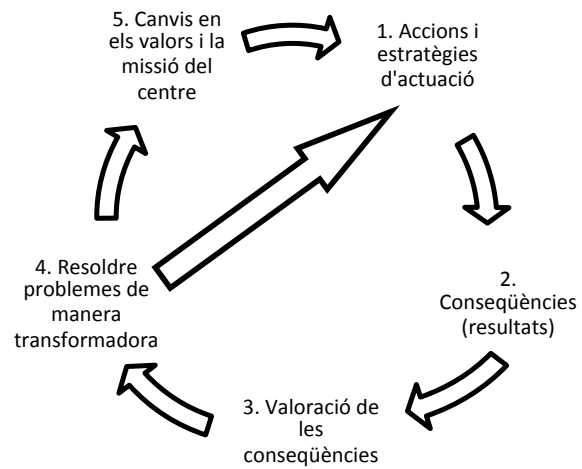 5. Canvis en
els valors i la
missió del
centre
1. Accions i
estratègies
d'actuació
2.
Conseqüències
(resultats)
3. Valoració de
les
conseqüències
4. Resoldre
problemes de
manera
transformadora